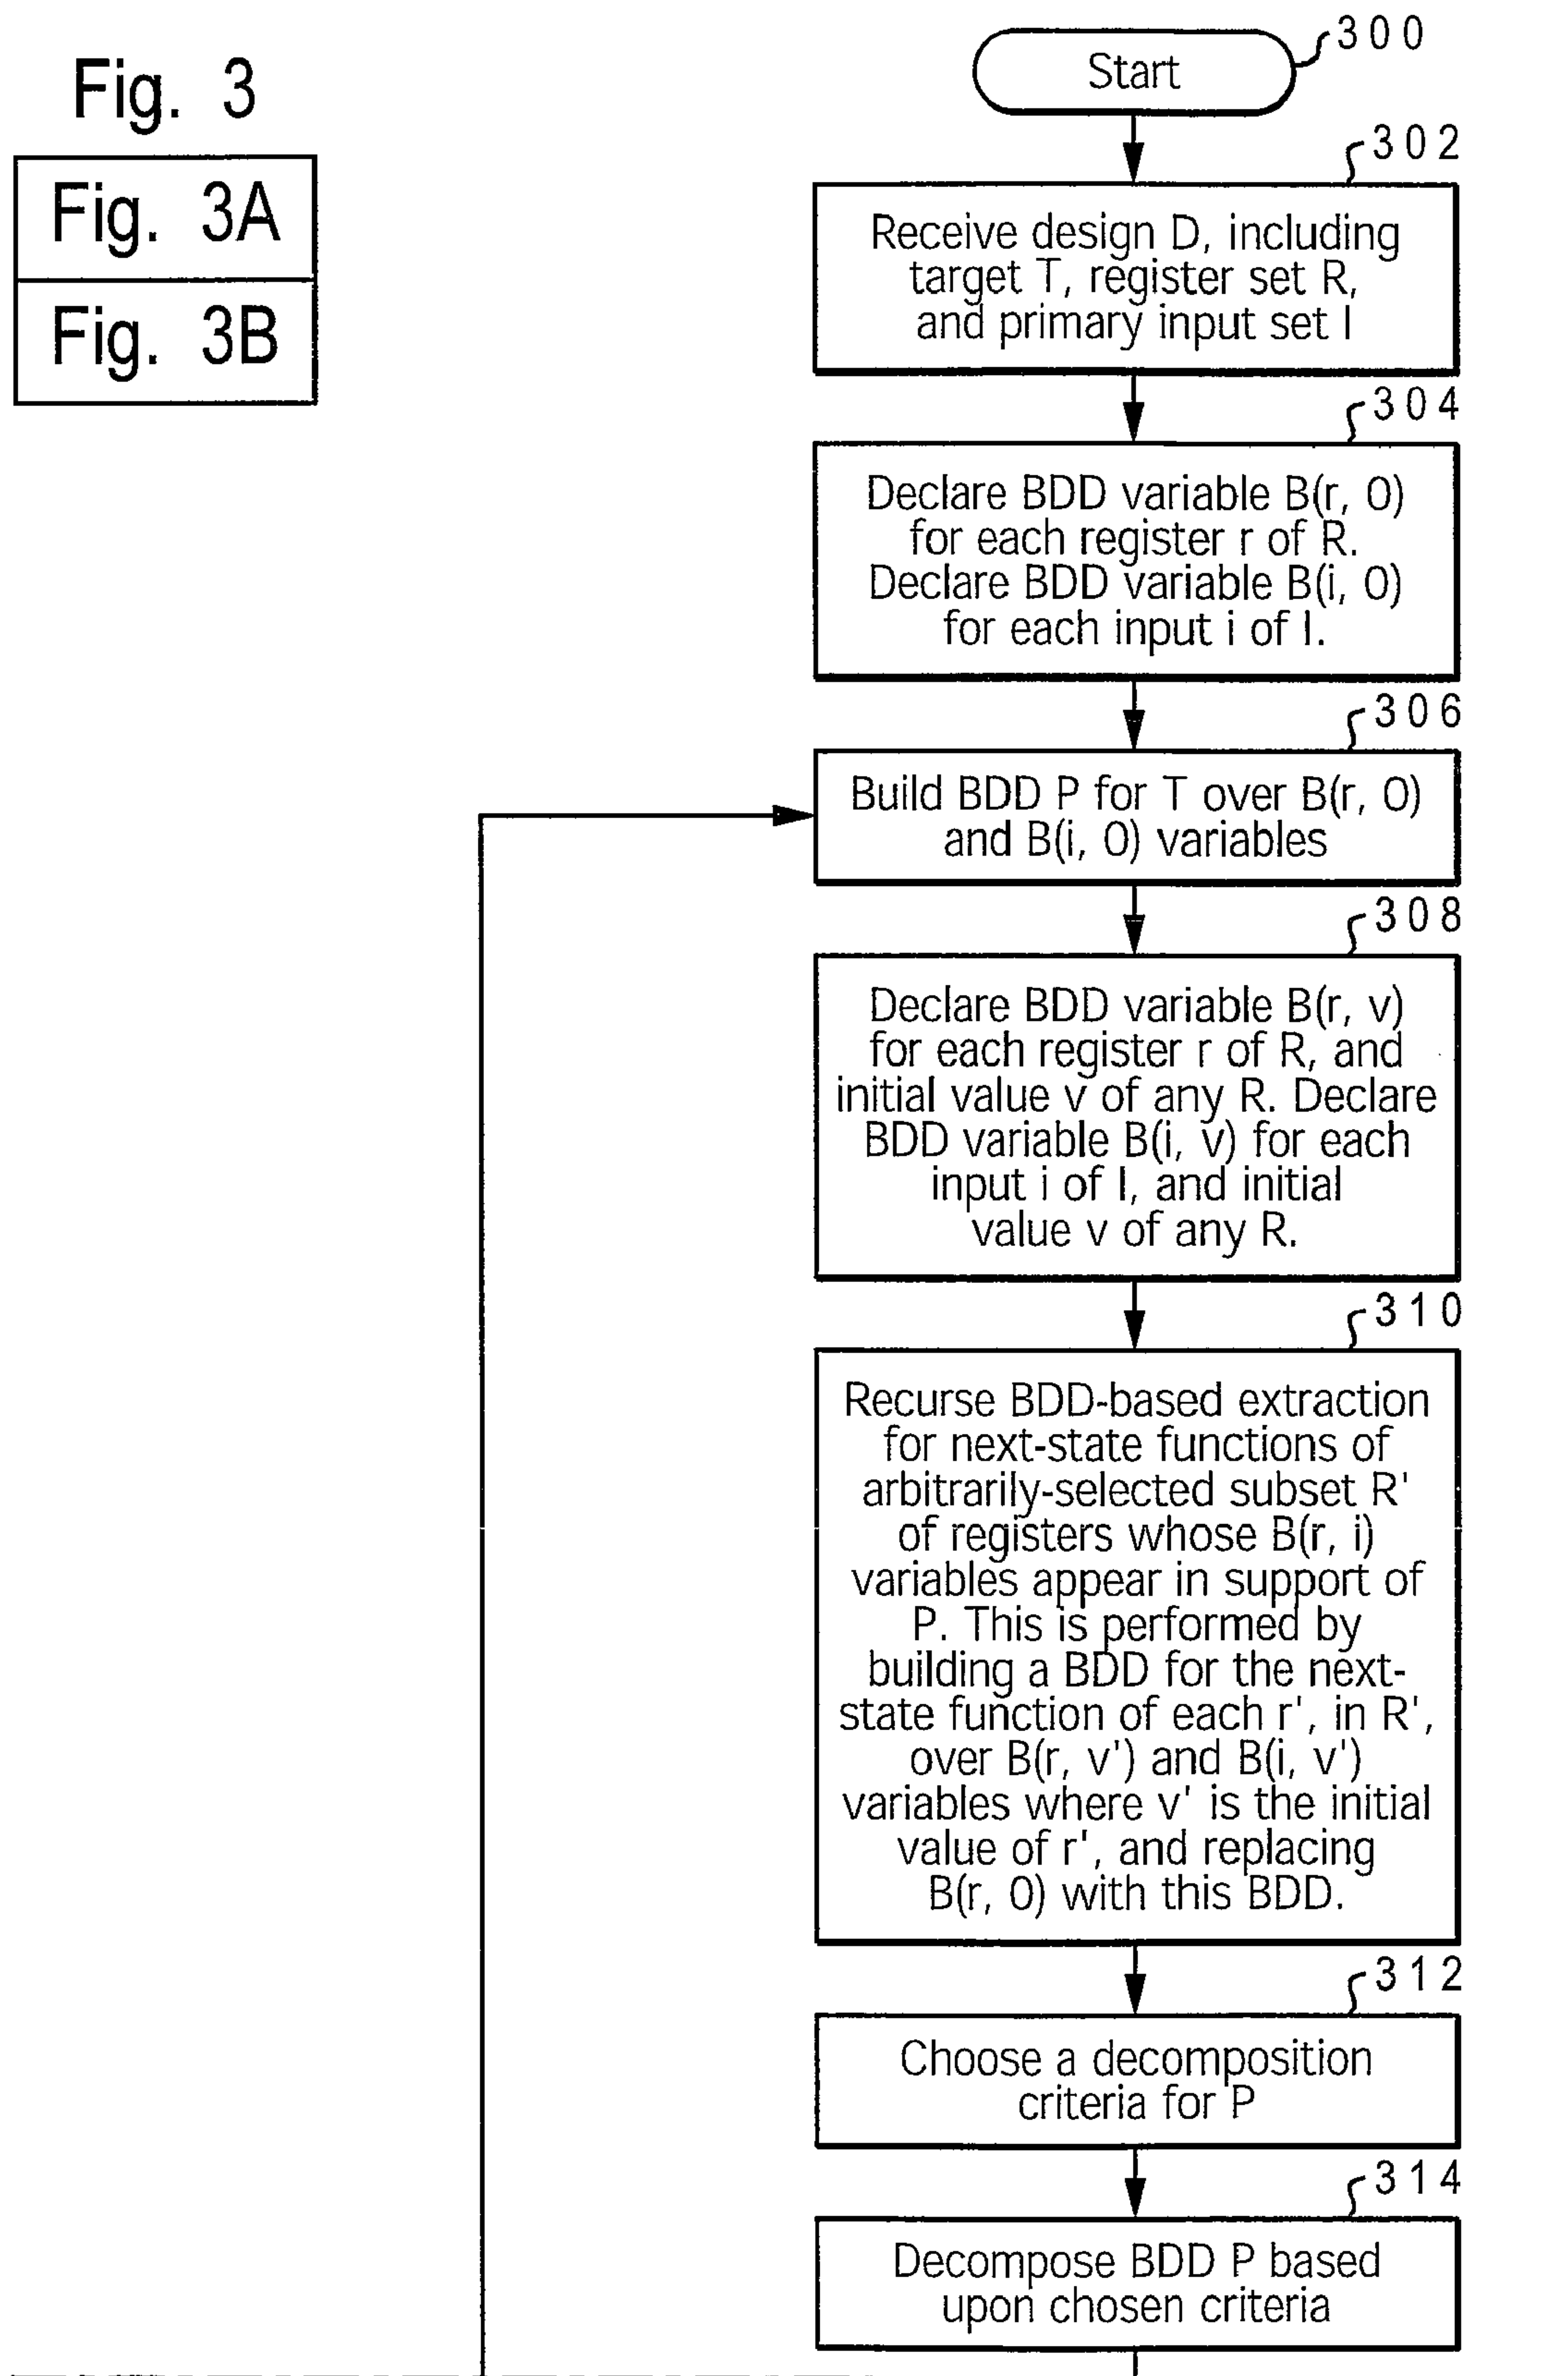 Fig. 3
Fig. 3A
Fig. 3B
Start
300
302
Receive design D, including
target T, register set R,
and primary input set I
304
Declare BDD variable B(r, 0)
for each register r of R.
Declare BDD variable B(i, 0)
for each input i of I.
306
Build BDD P for T over B(r, 0)
and B(i, 0) variables
308
Declare BDD variable B(r, v)
for each register r of R, and
initial value v of any R. Declare
BDD variable B(i, v) for each
input i of I, and initial
value v of any R.
310
Recurse BDD-based extraction
for next-state functions of
arbitrarily-selected subset R'
of registers whose B(r, i)
variables appear in support of
P. This is performed by
building a BDD for the next-
state function of each r', in R',
over B(r, v') and B(i, v')
variables where v' is the initial
value of r', and replacing
B(r, 0) with this BDD.
312
Choose a decomposition
criteria for P
314
Decompose BDD P based
upon chosen criteria